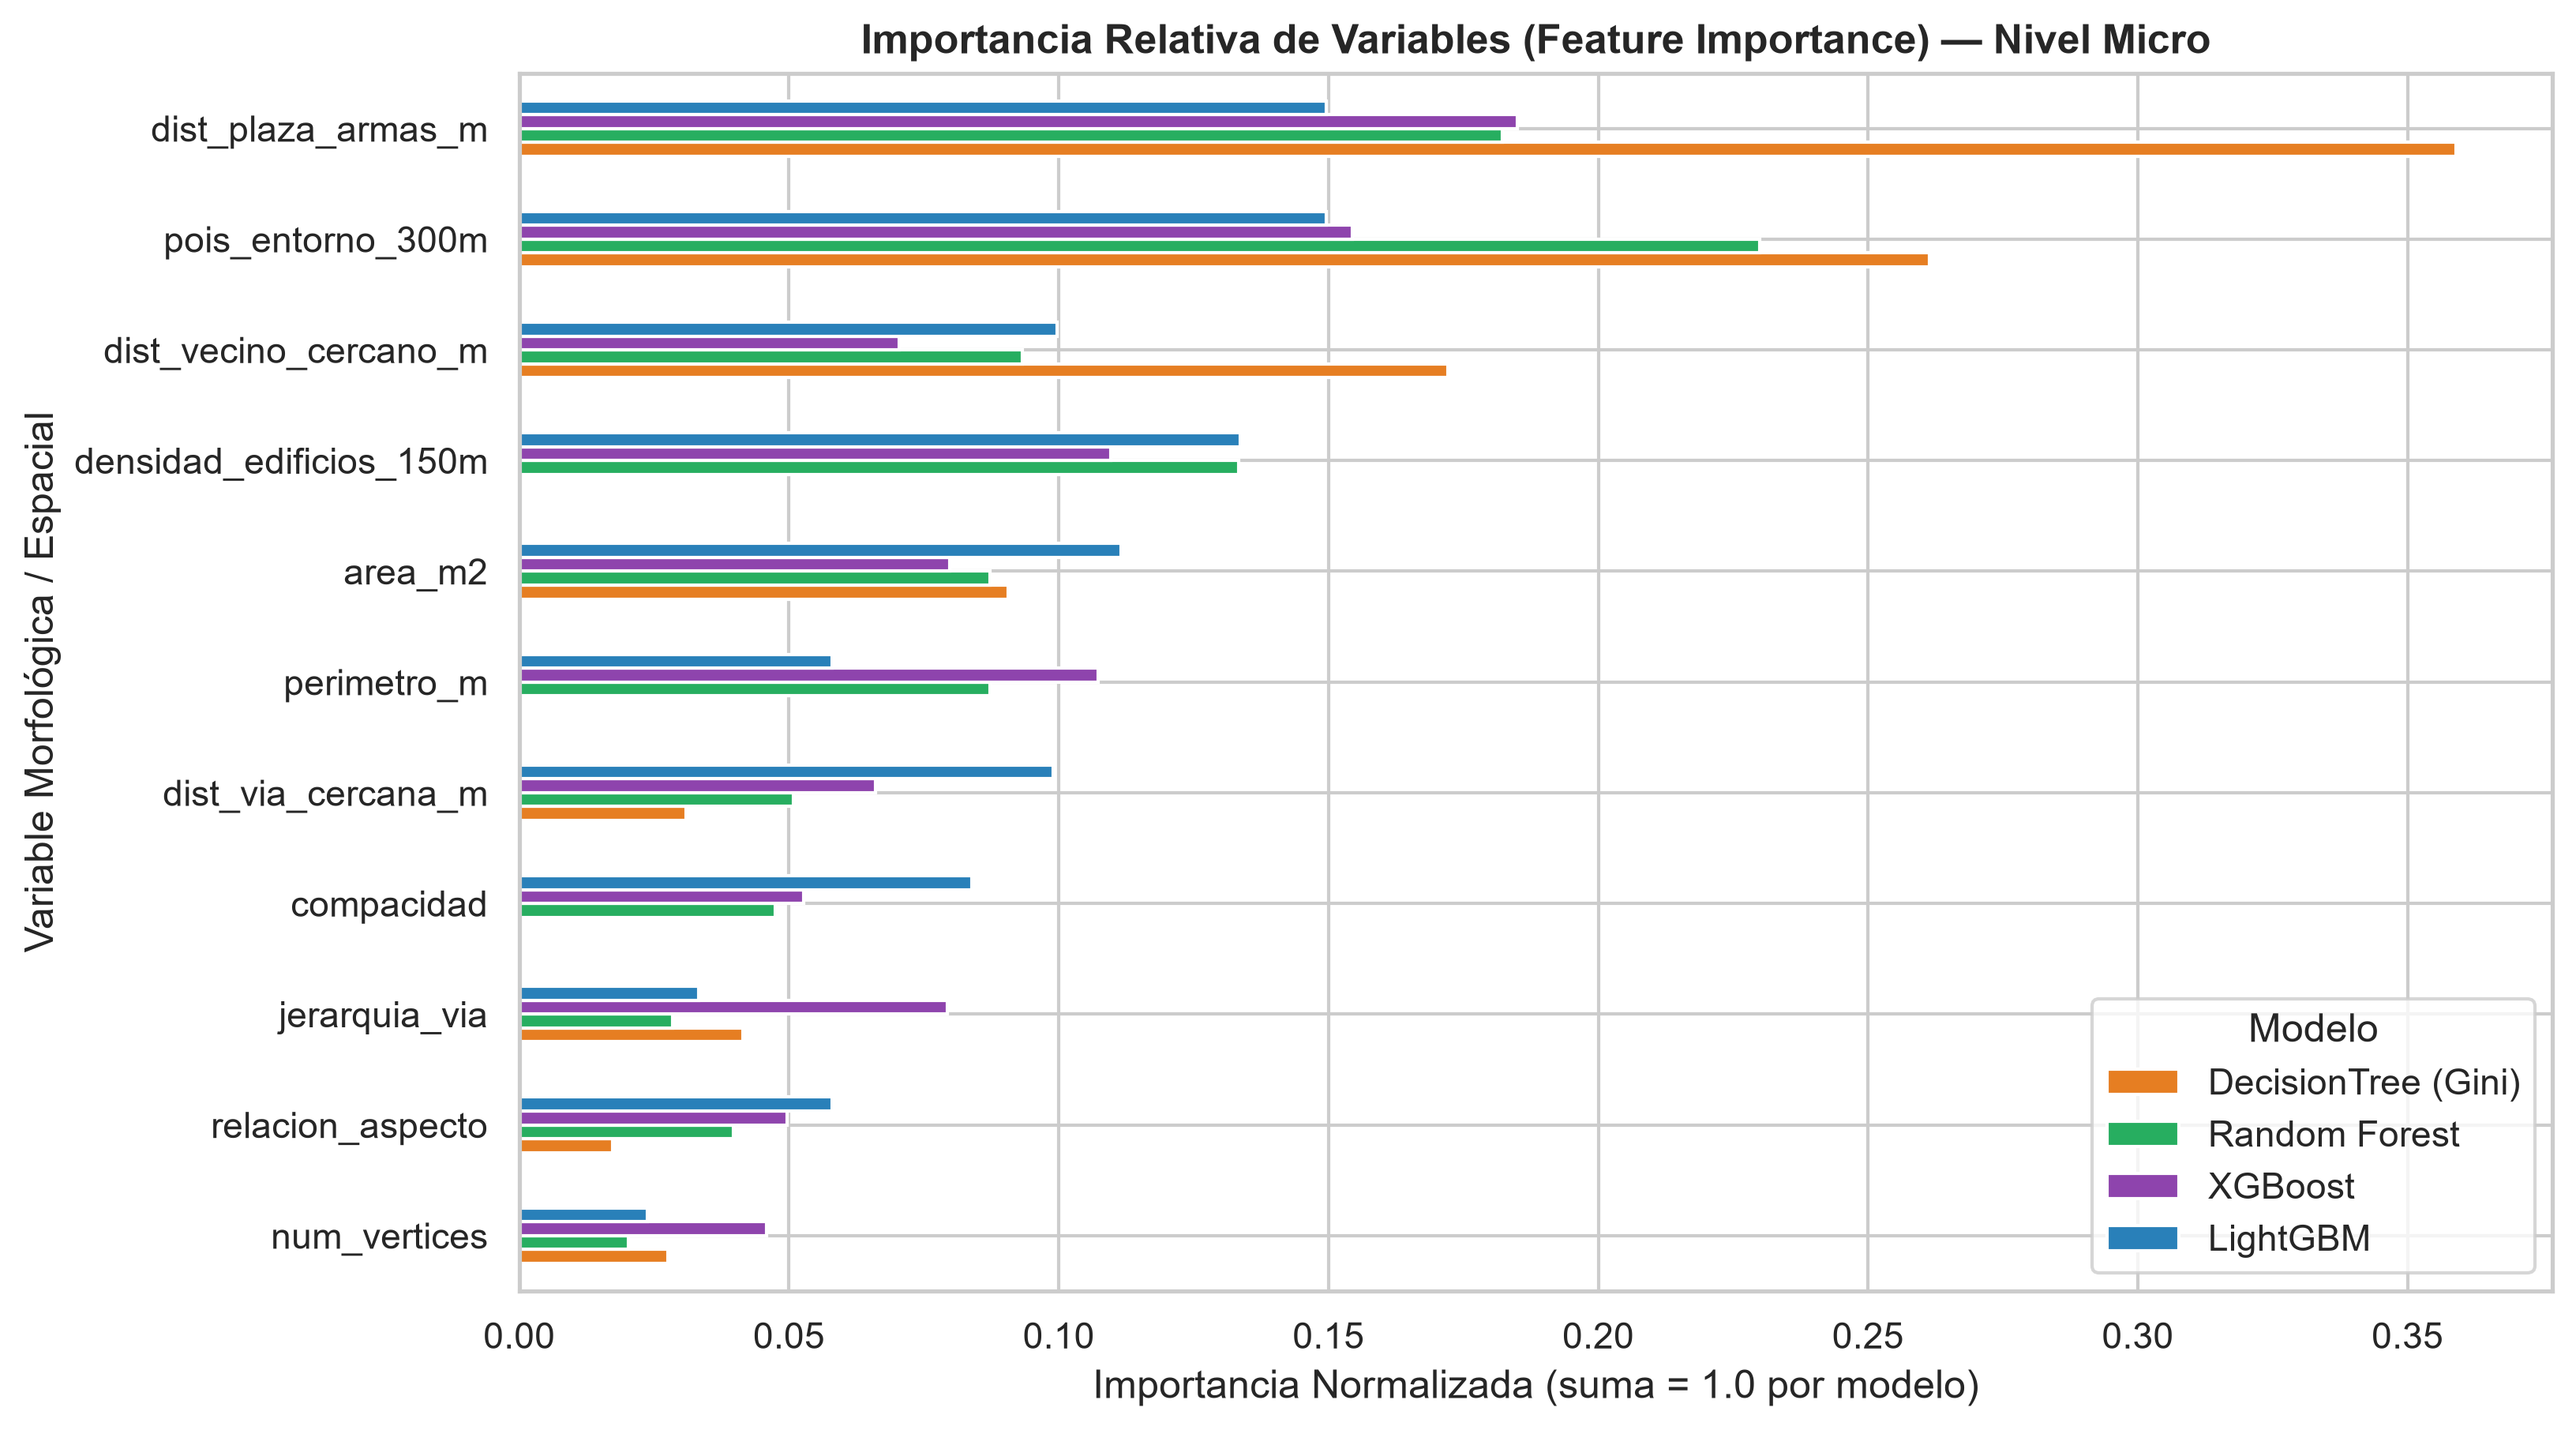 Importancia Relativa de Variables (Feature Importance) — Nivel Micro
Variable Morfológica / Espacial
dist_plaza_armas_m
pois_entorno_300m
dist_vecino_cercano_m
densidad_edificios_150m
area_m2
perimetro_m
dist_via_cercana_m
compacidad
jerarquia_via
relacion_aspecto
num_vertices
Modelo
DecisionTree (Gini)
Random Forest
XGBoost
LightGBM
0.00 0.05 0.10 0.15 0.20 0.25 0.30 0.35
Importancia Normalizada (suma = 1.0 por modelo)